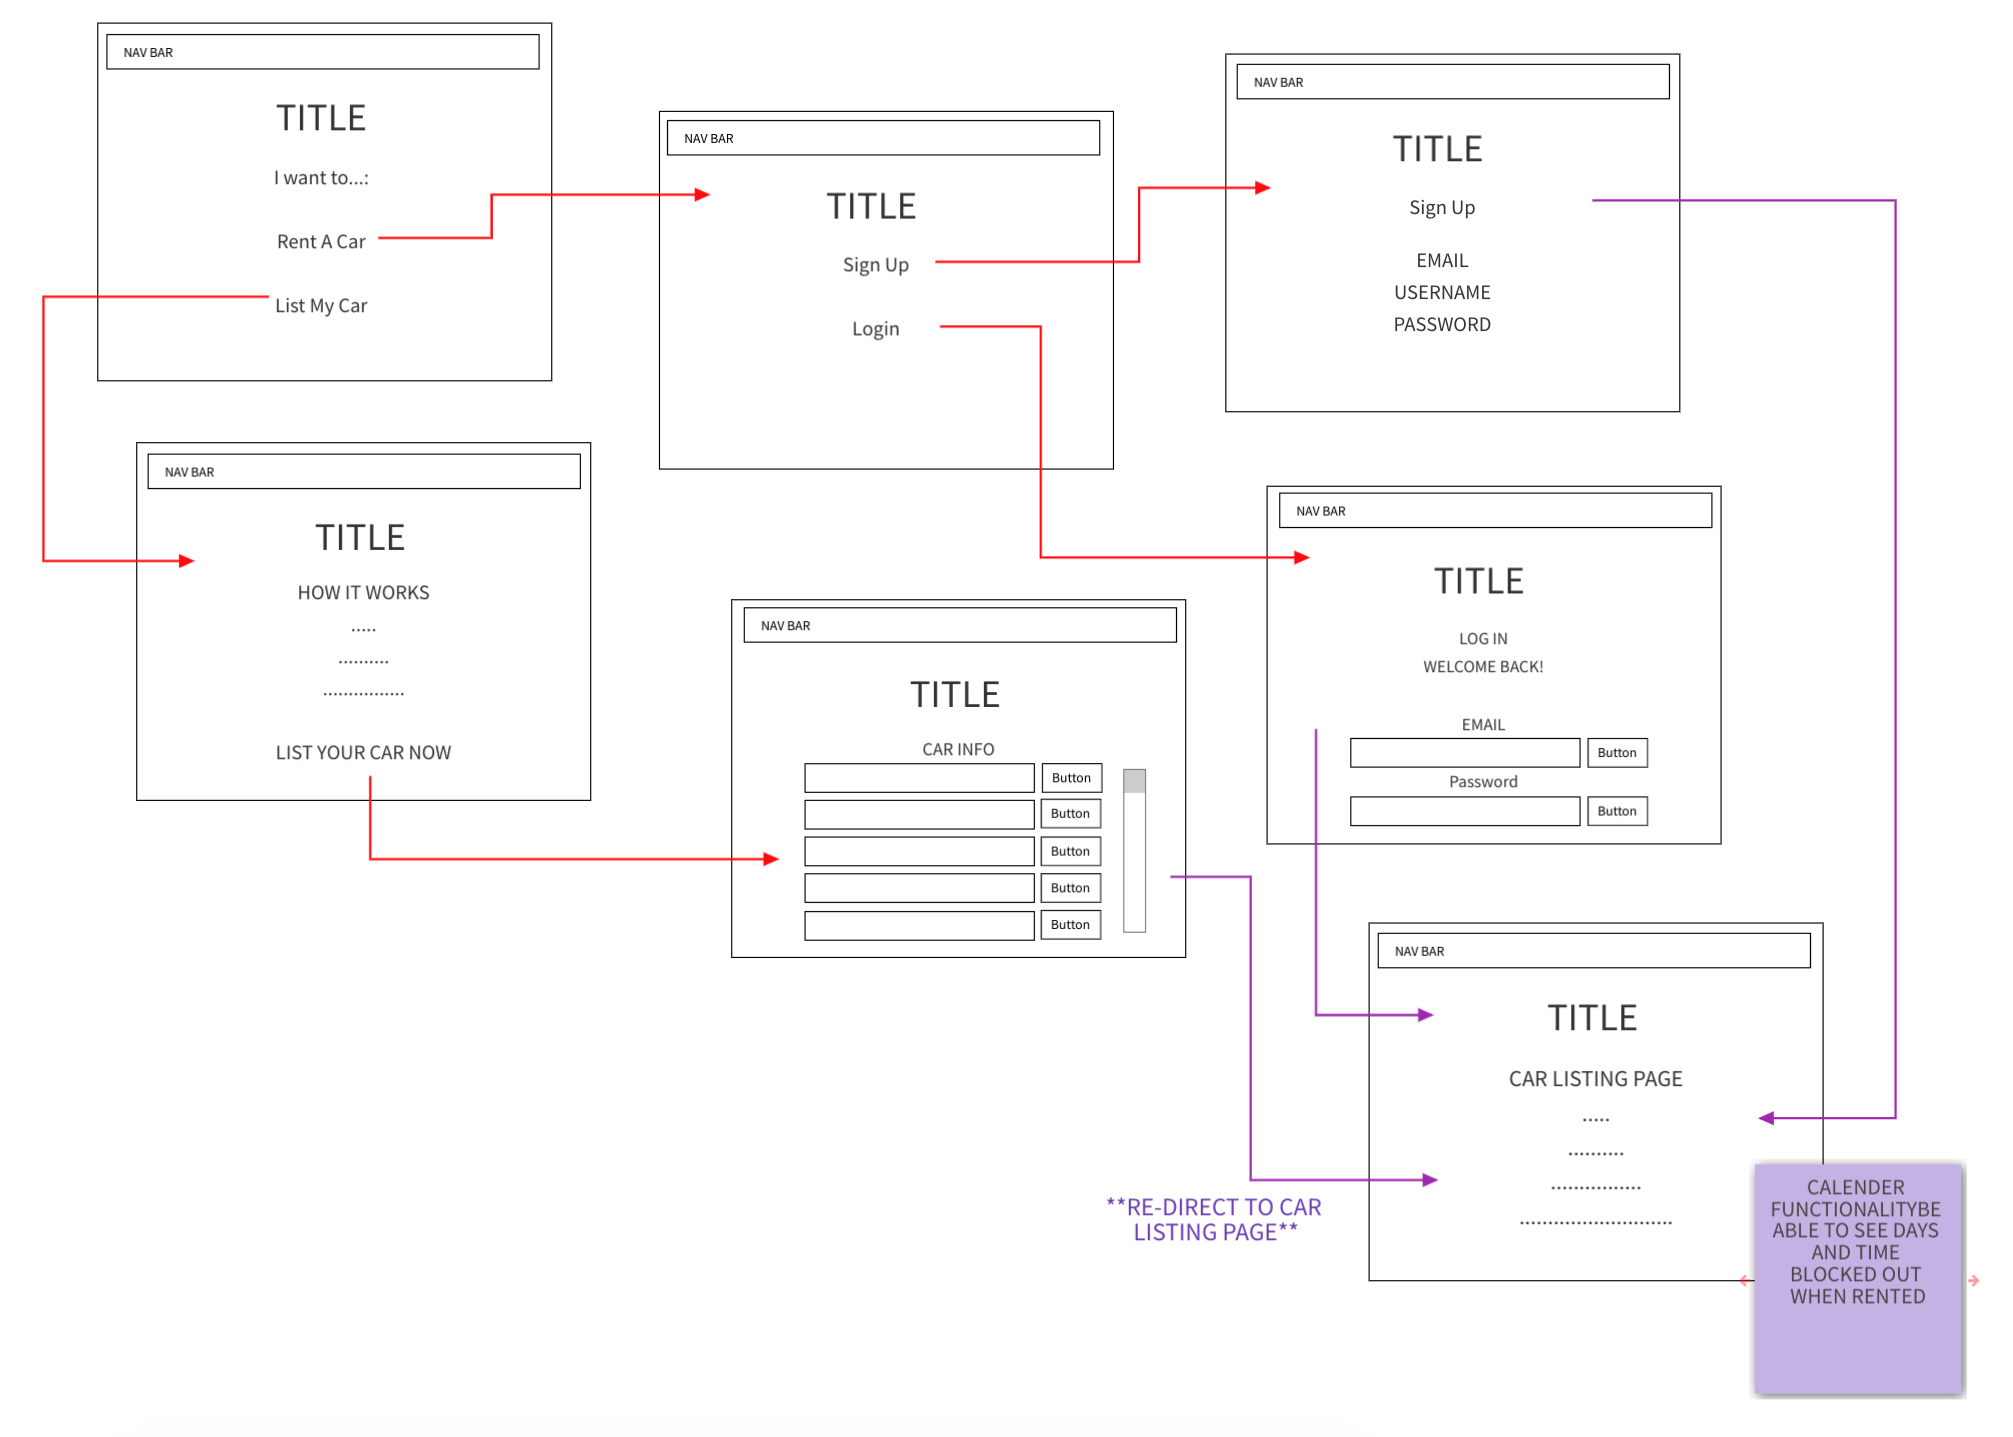 NAV BAR
TITLE
I want to...:
Rent A Car
List My Car
NAV BAR
TITLE
Sign Up
Login
NAV BAR
TITLE
Sign Up
EMAIL
USERNAME
PASSWORD
NAV BAR
TITLE
HOW IT WORKS
.....
..........
................
LIST YOUR CAR NOW
NAV BAR
TITLE
CAR INFO
Button
Button
Button
Button
Button
NAV BAR
TITLE
LOG IN
WELCOME BACK!
EMAIL
Button
Password
Button
NAV BAR
TITLE
CAR LISTING PAGE
.....
..........
................
...........................
**RE-DIRECT TO CAR
LISTING PAGE**
CALENDER
FUNCTIONALITYBE
ABLE TO SEE DAYS
AND TIME
BLOCKED OUT
WHEN RENTED